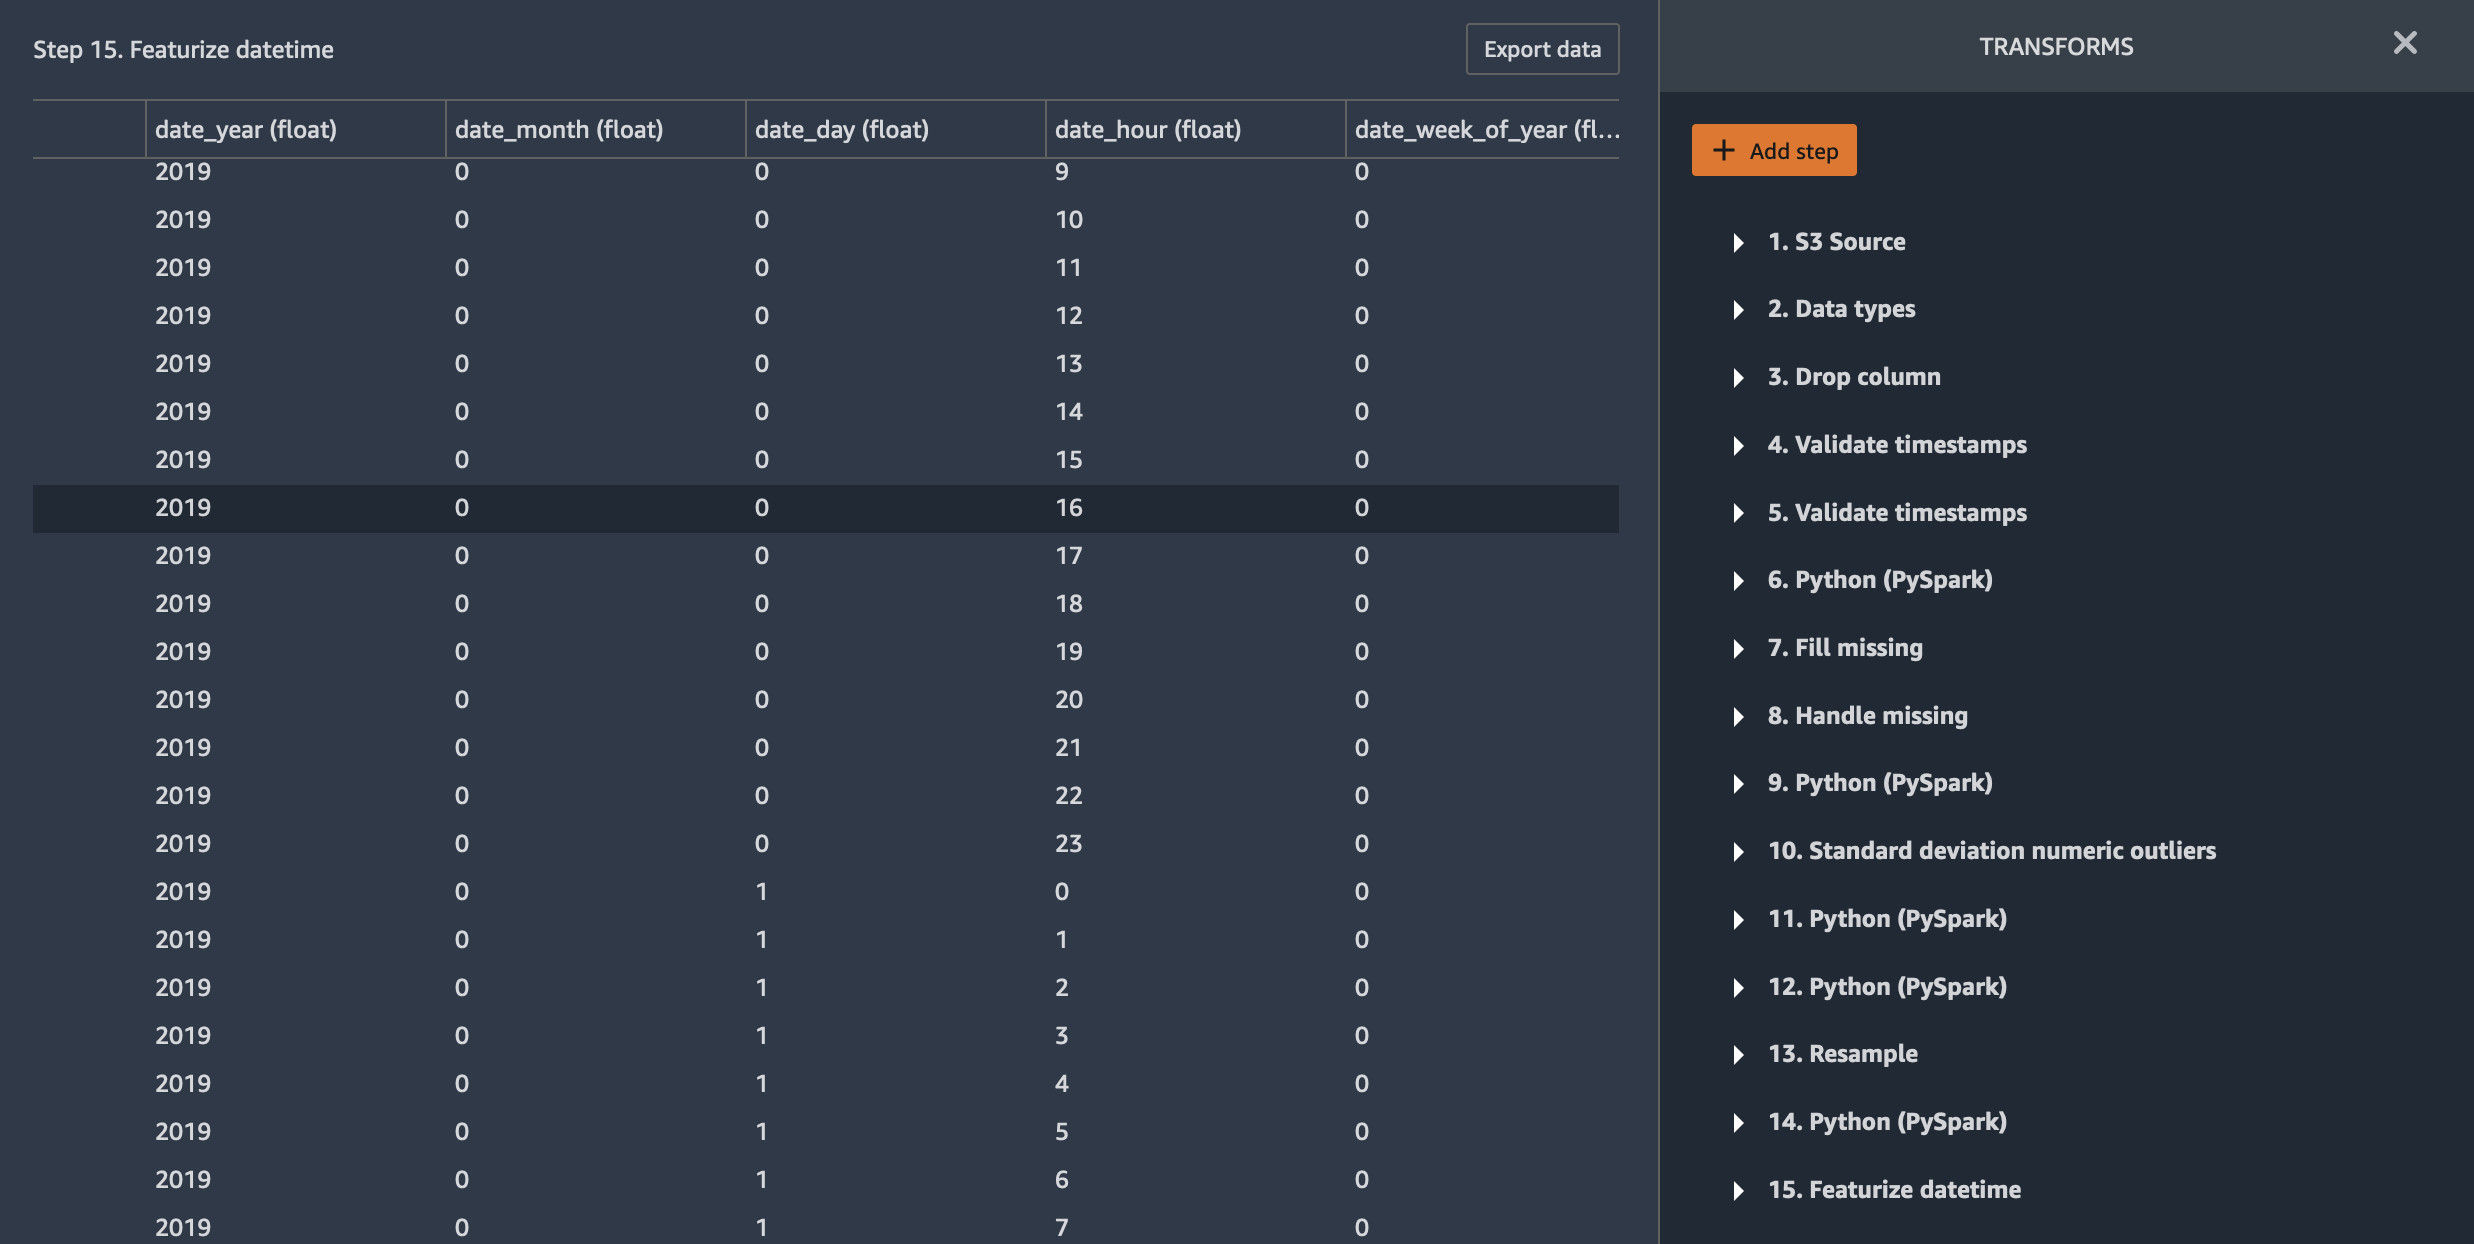 Step 15. Featurize datetime
Export data
date_year (float) date_month (float) date_day (float) date_hour (float) date_week_of_year (fl...
2019 0 0 9 0
2019 0 0 10 0
2019 0 0 11 0
2019 0 0 12 0
2019 0 0 13 0
2019 0 0 14 0
2019 0 0 15 0
2019 0 0 16 0
2019 0 0 17 0
2019 0 0 18 0
2019 0 0 19 0
2019 0 0 20 0
2019 0 0 21 0
2019 0 0 22 0
2019 0 0 23 0
2019 0 1 0 0
2019 0 1 1 0
2019 0 1 2 0
2019 0 1 3 0
2019 0 1 4 0
2019 0 1 5 0
2019 0 1 6 0
2019 0 1 7 0
TRANSFORMS
Add step
1. S3 Source
2. Data types
3. Drop column
4. Validate timestamps
5. Validate timestamps
6. Python (PySpark)
7. Fill missing
8. Handle missing
9. Python (PySpark)
10. Standard deviation numeric outliers
11. Python (PySpark)
12. Python (PySpark)
13. Resample
14. Python (PySpark)
15. Featurize datetime